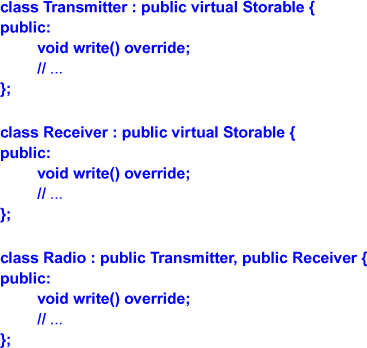 class Transmitter : public virtual Storable {
public:
void write() override;
// ...
};
class Receiver : public virtual Storable {
public:
void write() override;
// ...
};
class Radio : public Transmitter, public Receiver {
public:
void write() override;
// ...
};